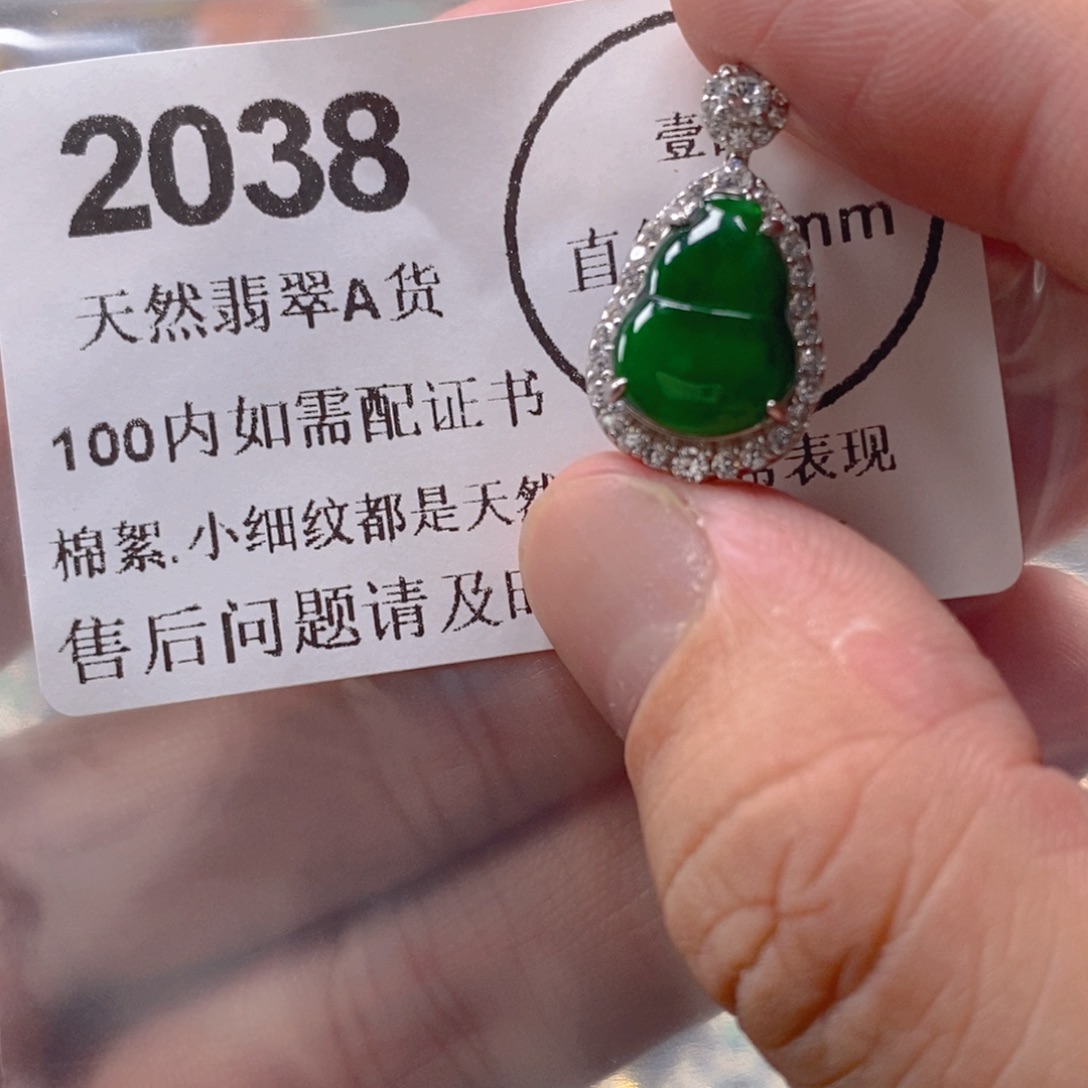 2038
天然翡翠A货
100内如需配证书
棉絮.小细纹都是天然 表现
售后问题请及
壹
直 mm